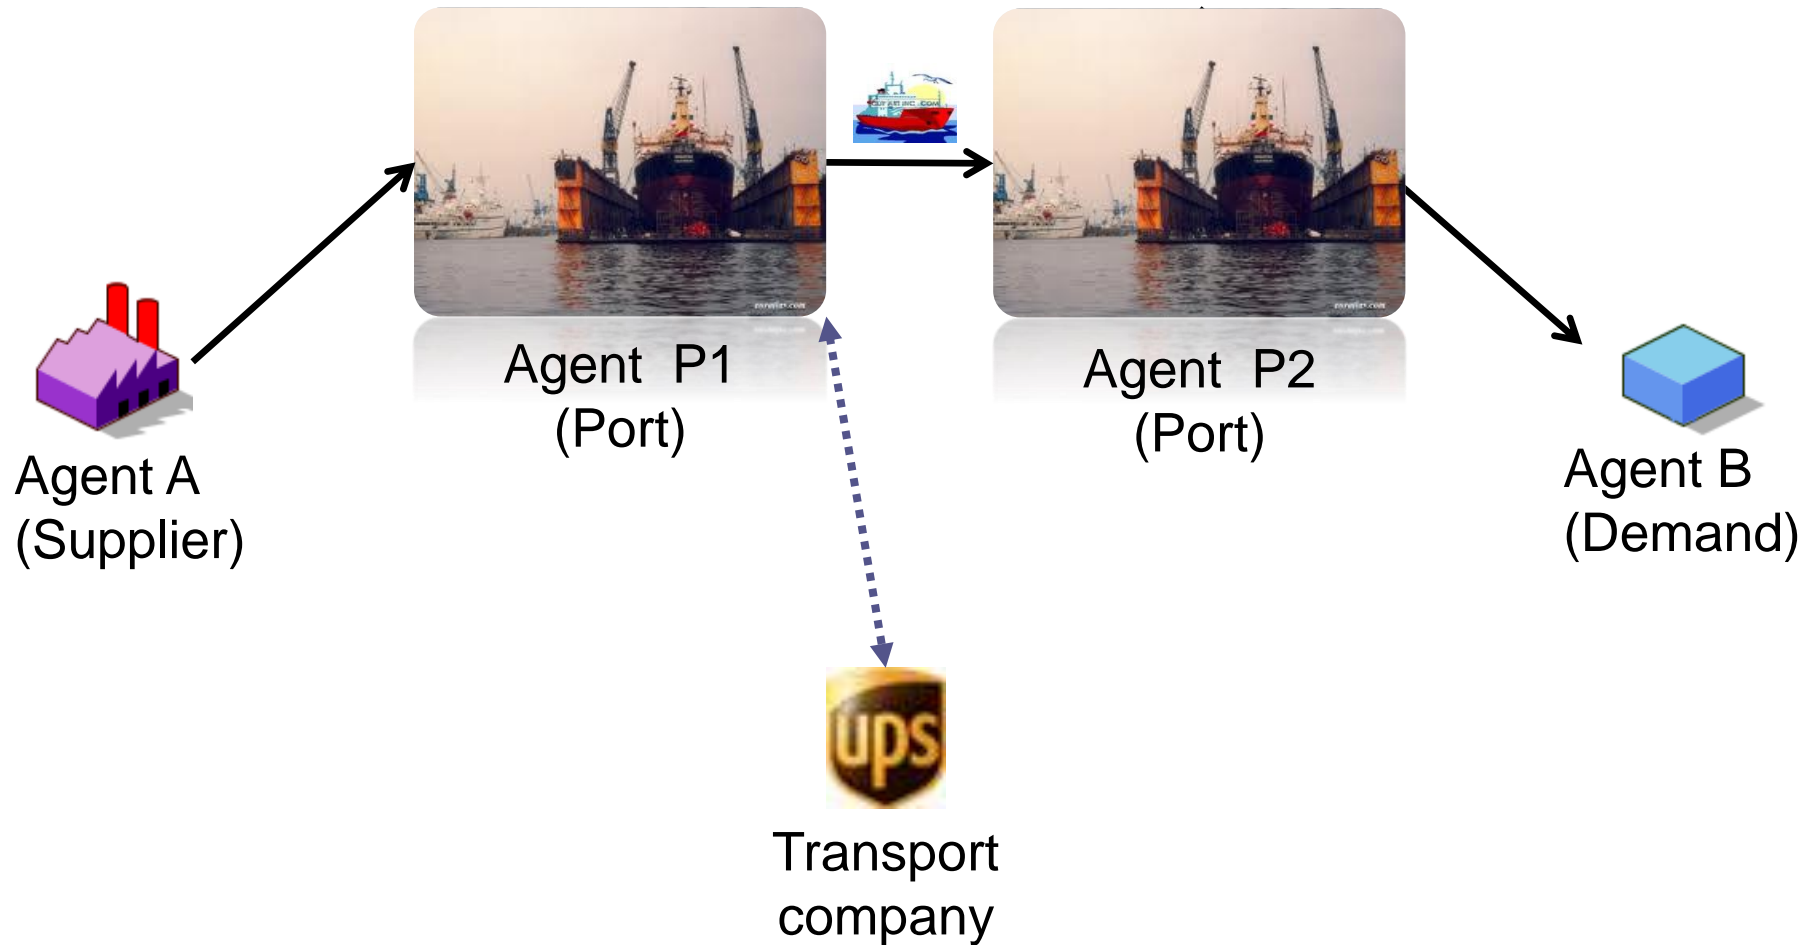 Agent P1
(Port)
Agent P2
(Port)
Agent A
(Supplier)
Agent B
(Demand)
ups
Transport
company